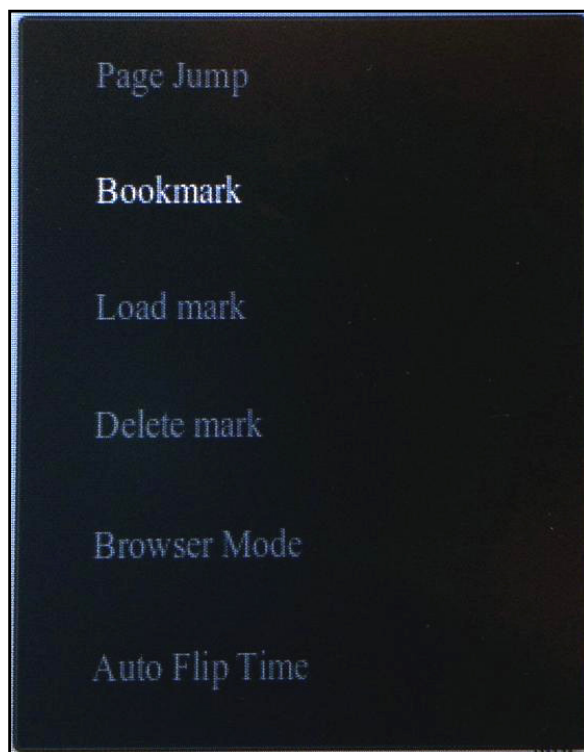 Page Jump
Bookmark
Load mark
Delete mark
Browser Mode
Auto Flip Time